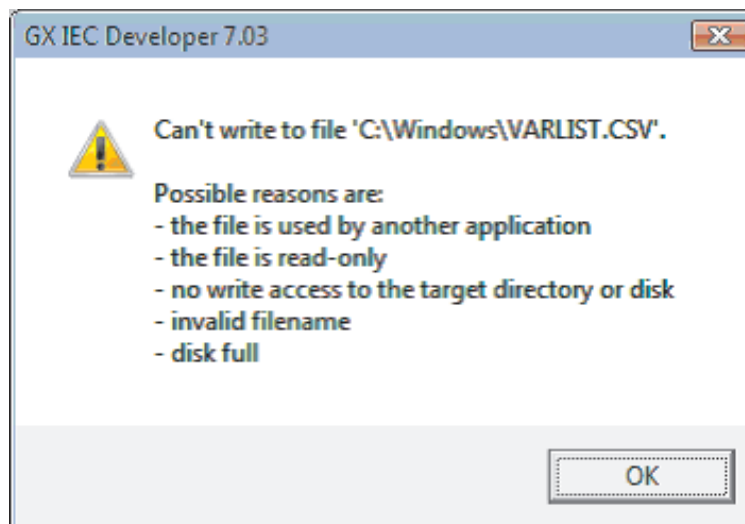 GX IEC Developer 7.03
Can't write to file 'C:\Windows\VARLIST.CSV'.
Possible reasons are:
- the file is used by another application
- the file is read-only
- no write access to the target directory or disk
- invalid filename
- disk full
OK